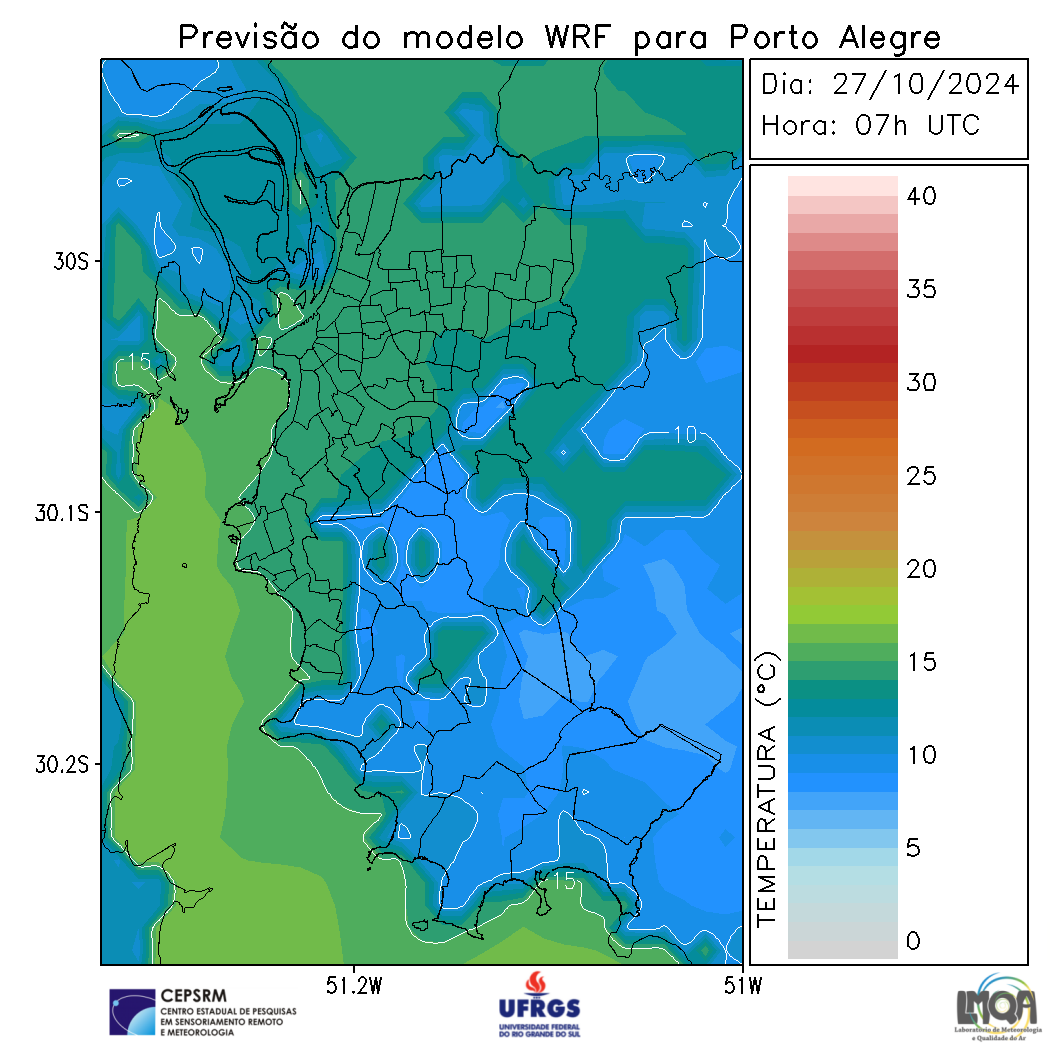 Previsão do modelo WRF para Porto Alegre
Dia: 27/10/2024
Hora: 07h UTC
30S
30.1S
30.2S
51.2W
51W
15
10
15
TEMPERATURA (°C)
40
35
30
25
20
15
10
5
0
CEPSRM
CENTRO ESTADUAL DE PESQUISAS
EM SENSORIAMENTO REMOTO
E METEOROLOGIA
UFRGS
UNIVERSIDADE FEDERAL
DO RIO GRANDE DO SUL
LMQA
Laboratório de Meteorologia
e Qualidade do Ar